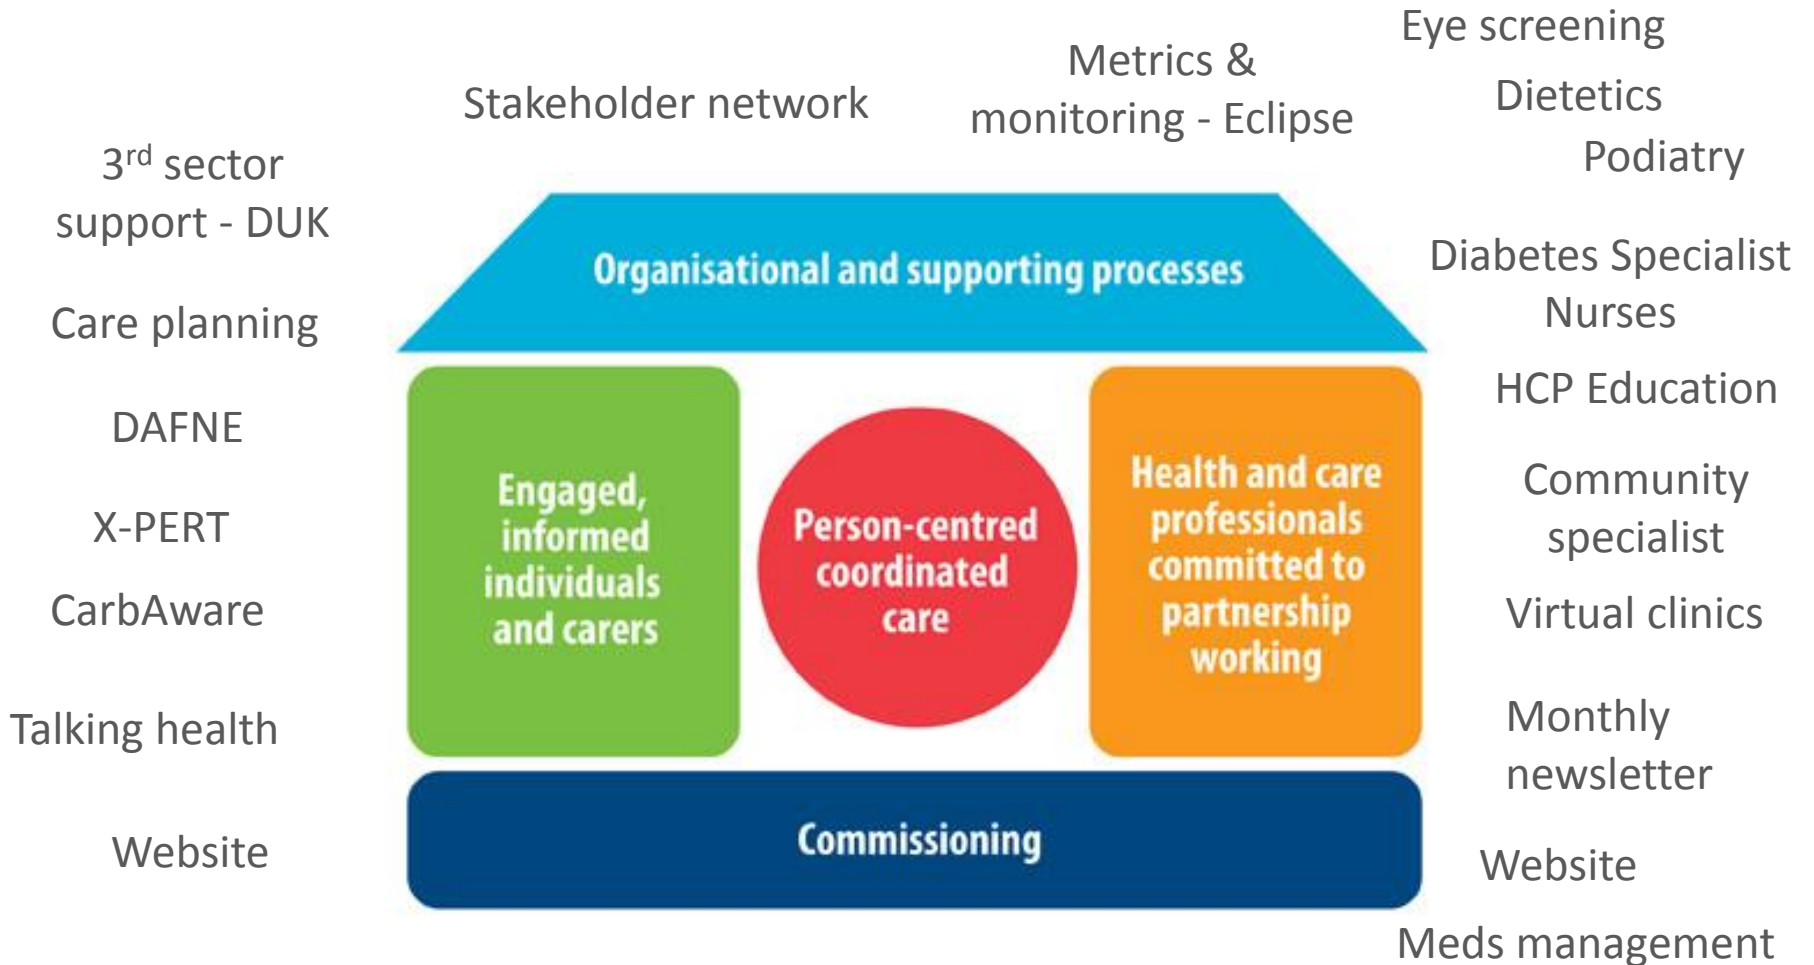 Eye screening
Metrics &
monitoring - Eclipse
Stakeholder network
Dietetics
Podiatry
3rd sector
support - DUK
Organisational and supporting processes
Diabetes Specialist
Nurses
Care planning
HCP Education
DAFNE
Engaged,
informed
individuals
and carers
Person-centred
coordinated
care
Health and care
professionals
committed to
partnership
working
Community
specialist
X-PERT
CarbAware
Virtual clinics
Talking health
Monthly
newsletter
Commissioning
Website
Website
Meds management